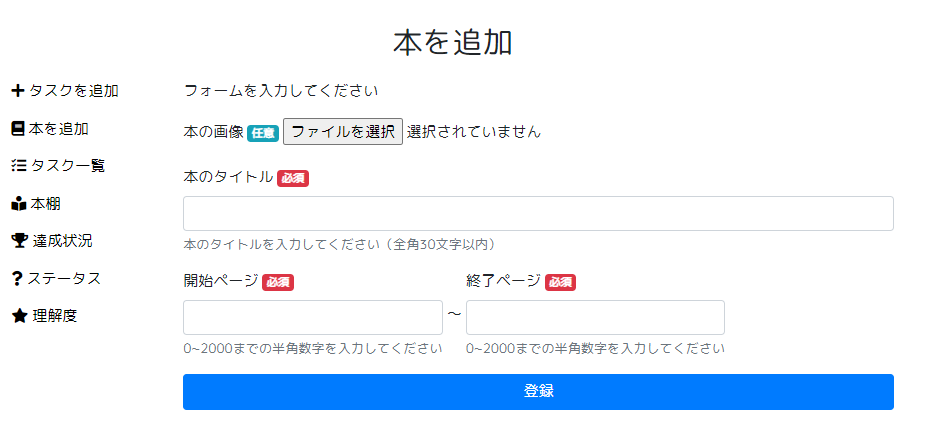 本を追加
タスクを追加
本を追加
タスク一覧
本棚
達成状況
ステータス
理解度
フォームを入力してください
本の画像 任意 ファイルを選択 選択されていません
本のタイトル 必須
本のタイトルを入力してください（全角30文字以内）
開始ページ 必須 終了ページ 必須
～
0~2000までの半角数字を入力してください 0~2000までの半角数字を入力してください
登録